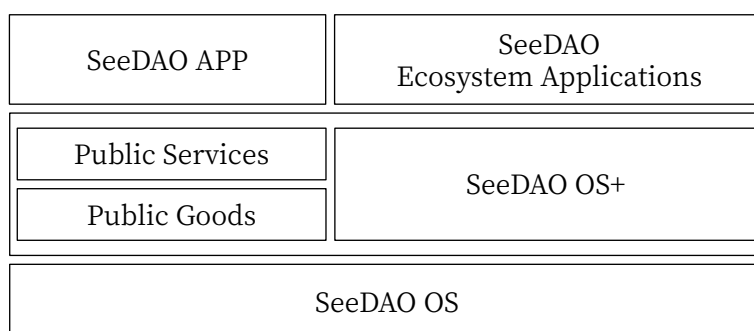 SeeDAO APP
SeeDAO
Ecosystem Applications
Public Services
Public Goods
SeeDAO OS+
SeeDAO OS